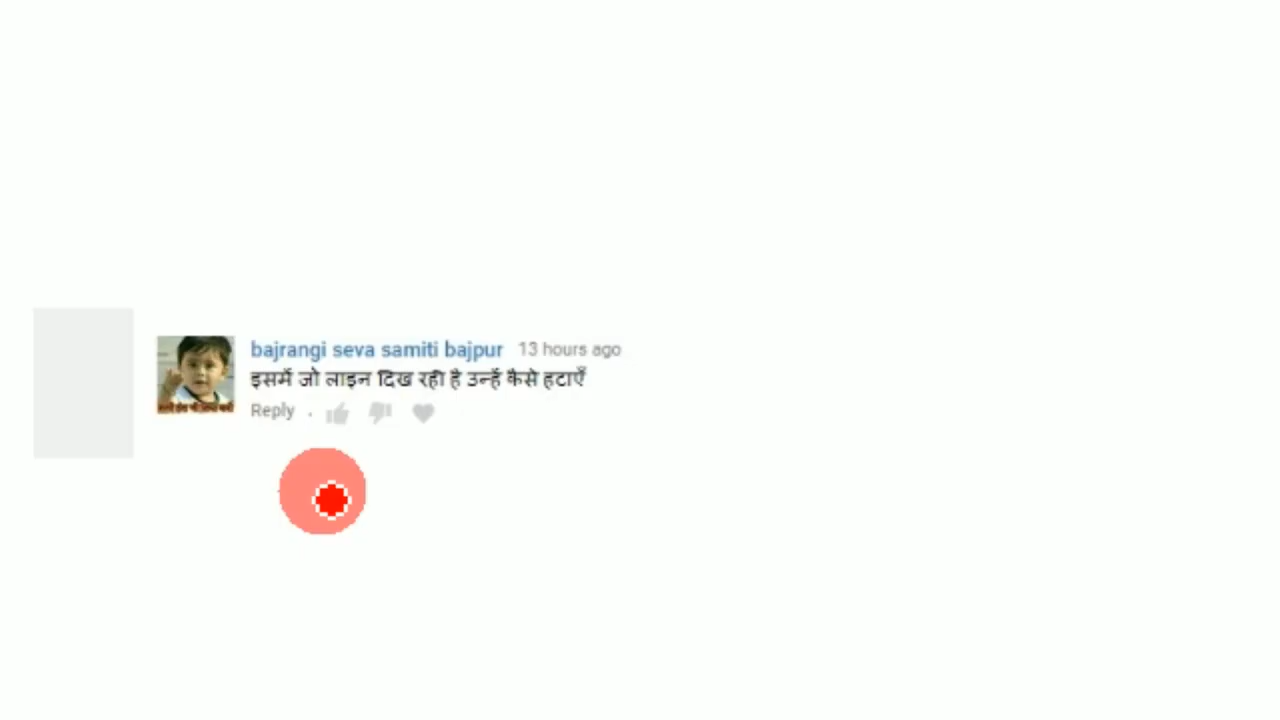 bajrangi seva samiti bajpur 13 hours ago
इसमें जो लाइन दिख रही है उन्हें कैसे हटाएँ
Reply .